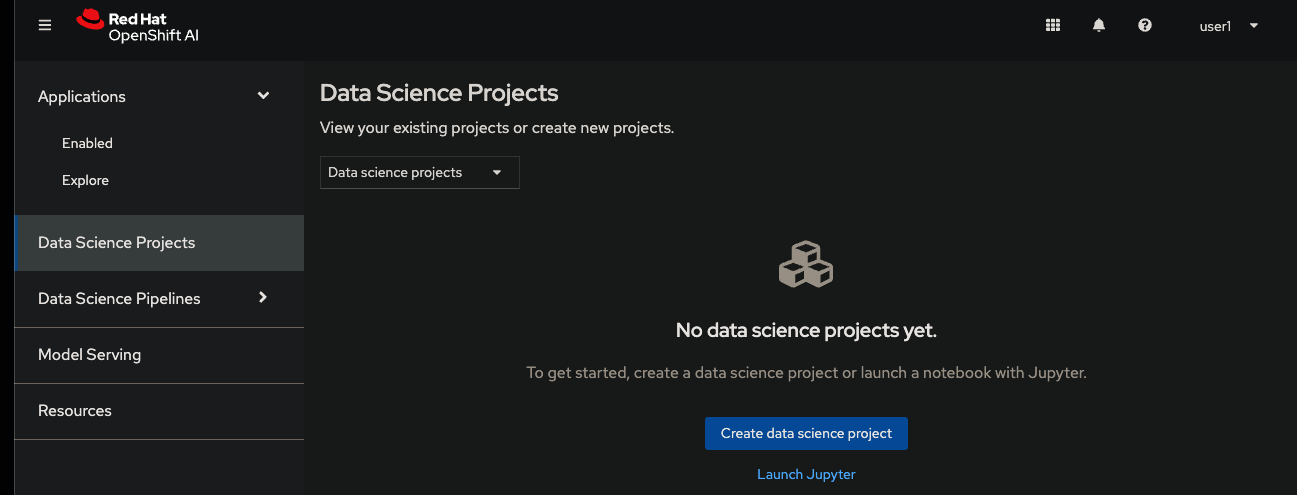 Red Hat
OpenShift AI
user1
Applications
Enabled
Explore
Data Science Projects
Data Science Pipelines
Model Serving
Resources
Data Science Projects
View your existing projects or create new projects.
Data science projects
No data science projects yet.
To get started, create a data science project or launch a notebook with Jupyter.
Create data science project
Launch Jupyter